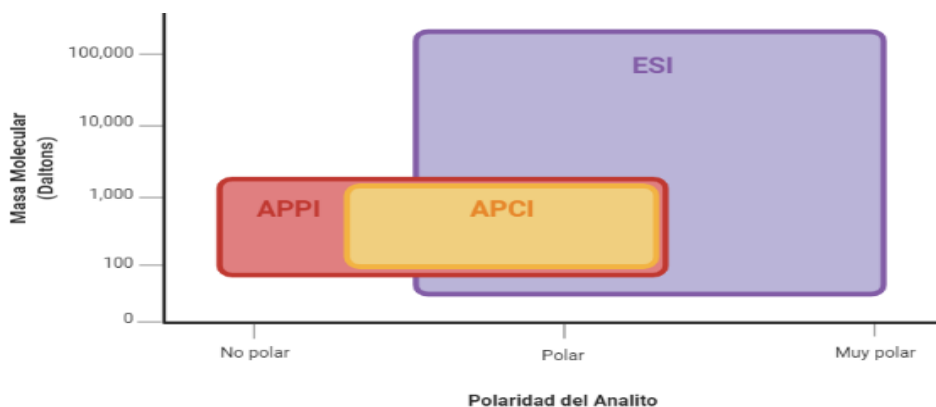 100,000
ESI
10,000
Masa Molecular
(Daltons)
1,000
APPI
APCI
100
0
No polar
Polar
Muy polar
Polaridad del Analito